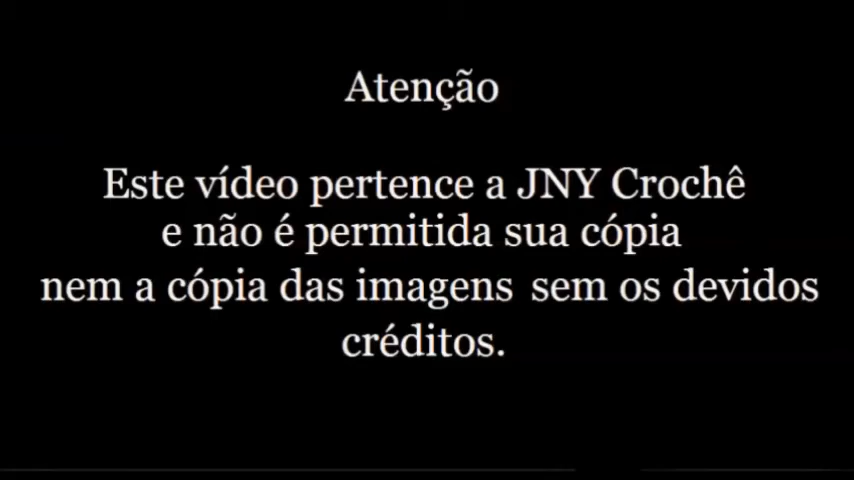 Atenção
Este vídeo pertence a JNY Crochê
e não é permitida sua cópia
nem a cópia das imagens sem os devidos
créditos.